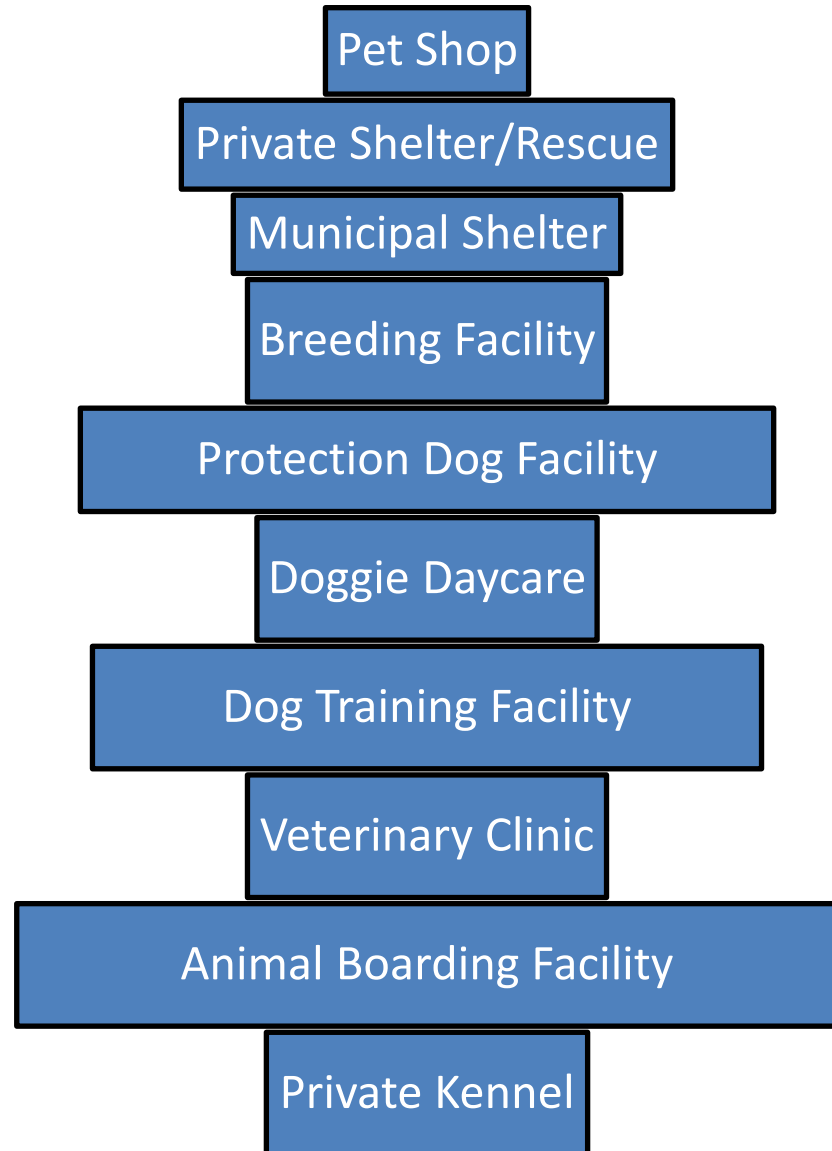 Pet Shop
Private Shelter/Rescue
Municipal Shelter
Breeding Facility
Protection Dog Facility
Doggie Daycare
Dog Training Facility
Veterinary Clinic
Animal Boarding Facility
Private Kennel